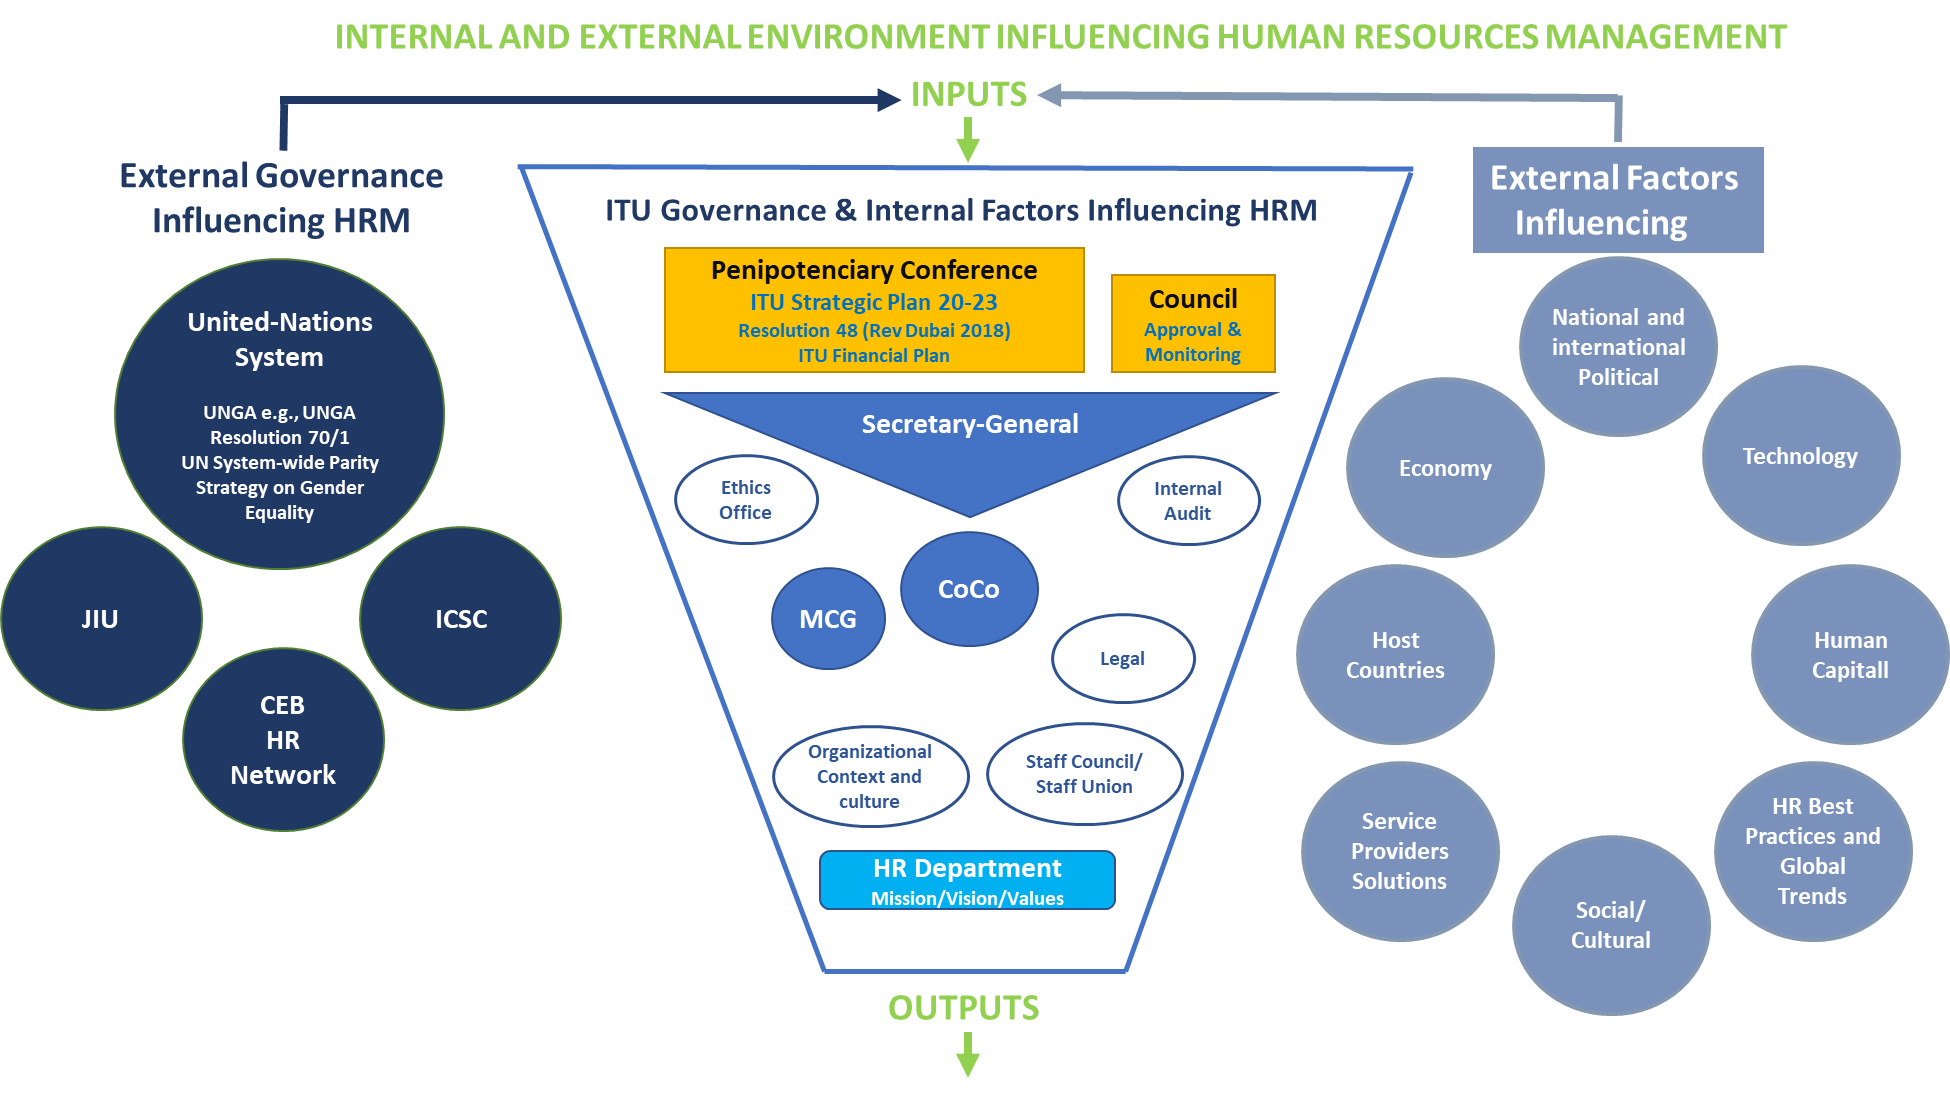 INTERNAL AND EXTERNAL ENVIRONMENT INFLUENCING HUMAN RESOURCES MANAGEMENT
INPUTS
External Governance
Influencing HRM
United-Nations
System
UNGA e.g., UNGA
Resolution 70/1
UN System-wide Parity
Strategy on Gender
Equality
JIU
ICSC
CEB
HR
Network
ITU Governance & Internal Factors Influencing HRM
Penipotenciary Conference
ITU Strategic Plan 20-23
Resolution 48 (Rev Dubai 2018)
ITU Financial Plan
Council
Approval &
Monitoring
Secretary-General
Ethics
Office
Internal
Audit
CoCo
MCG
Legal
Organizational
Context and
culture
Staff Council/
Staff Union
HR Department
Mission/Vision/Values
OUTPUTS
External Factors
Influencing
National and
international
Political
Economy
Technology
Host
Countries
Human
Capitall
Service
Providers
Solutions
HR Best
Practices and
Global
Trends
Social/
Cultural